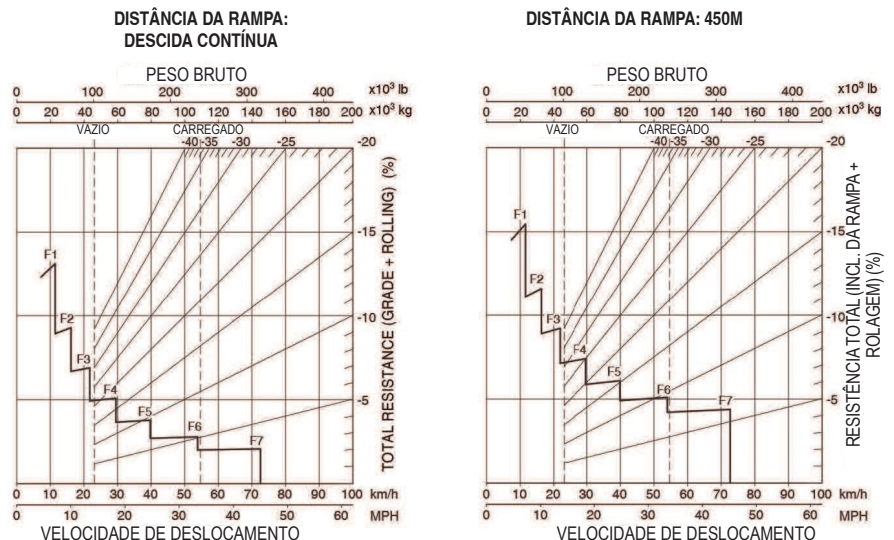 DISTÂNCIA DA RAMPA:
DESCIDA CONTÍNUA
PESO BRUTO
0 100 200 300 400 x10³ lb
0 20 40 60 80 100 120 140 160 180 200 x10³ kg
VAZIO CARREGADO
-40 -35 -30 -25 -20
-15
-10
-5
F1
F2
F3
F4
F5
F6
F7
TOTAL RESISTANCE (GRADE + ROLLING) (%)
0 10 20 30 40 50 60 70 80 90 100 km/h
0 10 20 30 40 50 60 MPH
VELOCIDADE DE DESLOCAMENTO
DISTÂNCIA DA RAMPA: 450M
PESO BRUTO
0 100 200 300 400 x10³ lb
0 20 40 60 80 100 120 140 160 180 200 x10³ kg
VAZIO CARREGADO
-40 -35 -30 -25 -20
-15
-10
-5
F1
F2
F3
F4
F5
F6
F7
RESISTÊNCIA TOTAL (INCL. DA RAMPA +
ROLAGEM) (%)
0 10 20 30 40 50 60 70 80 90 100 km/h
0 10 20 30 40 50 60 MPH
VELOCIDADE DE DESLOCAMENTO